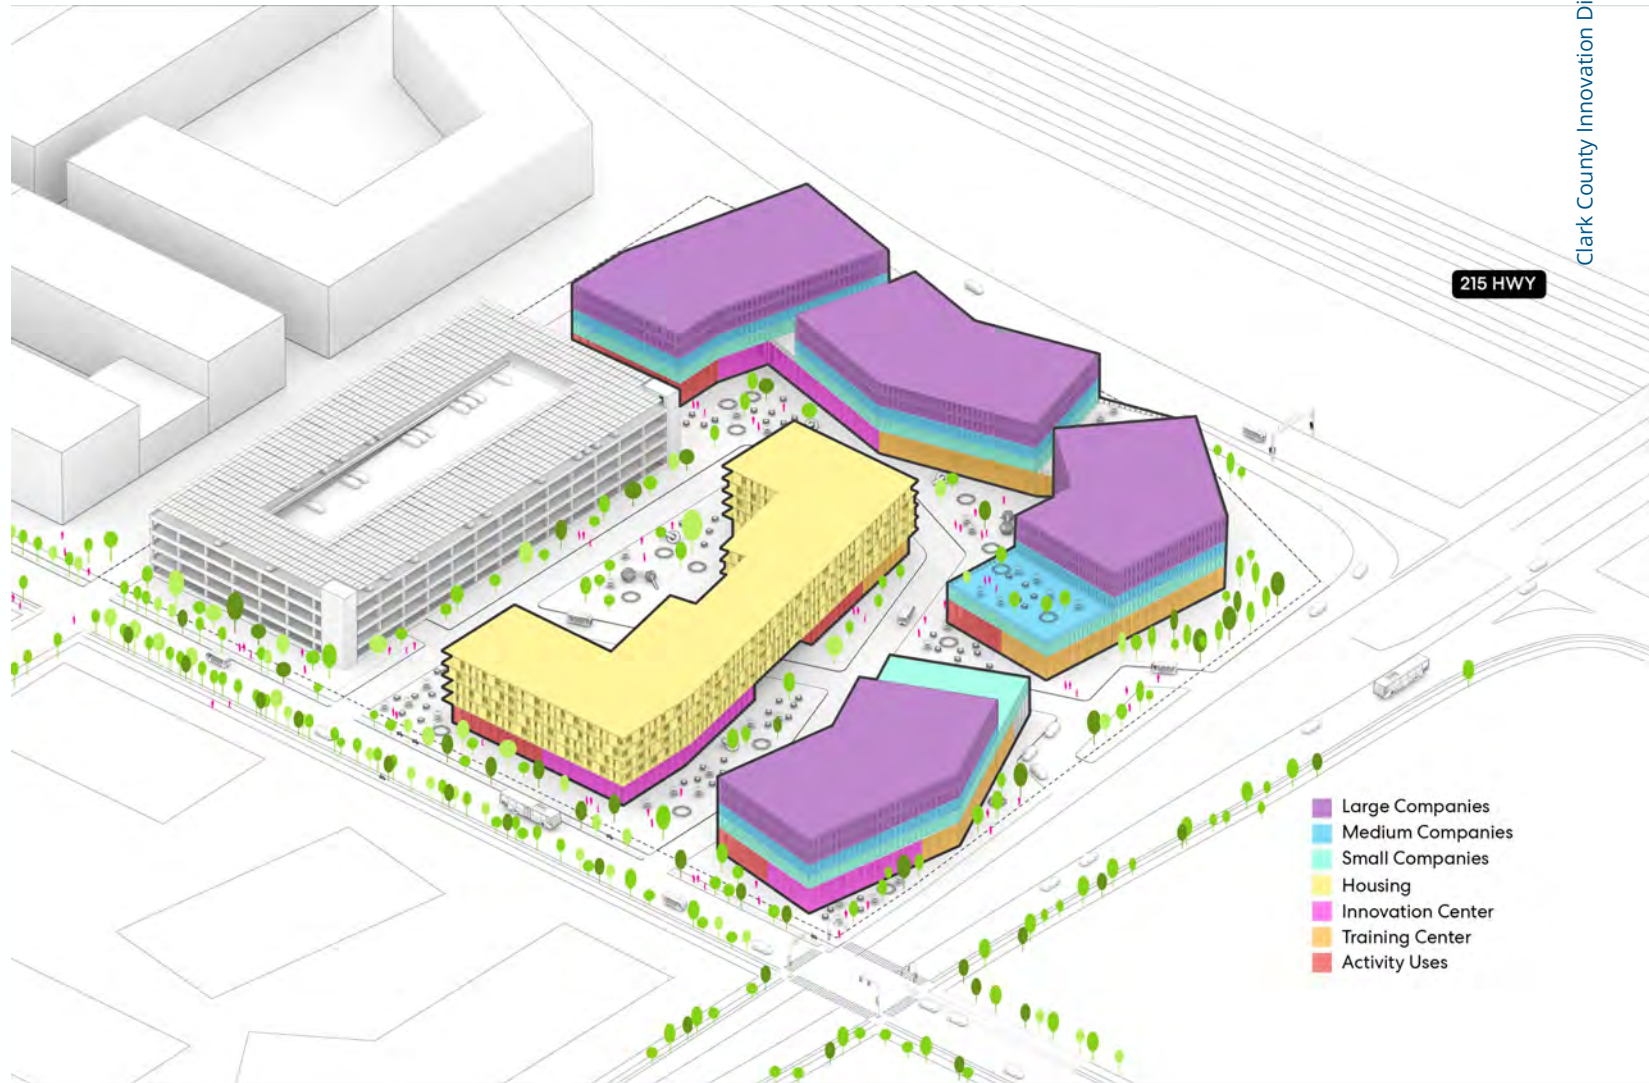 Clark County Innovation Di
215 HWY
Large Companies
Medium Companies
Small Companies
Housing
Innovation Center
Training Center
Activity Uses